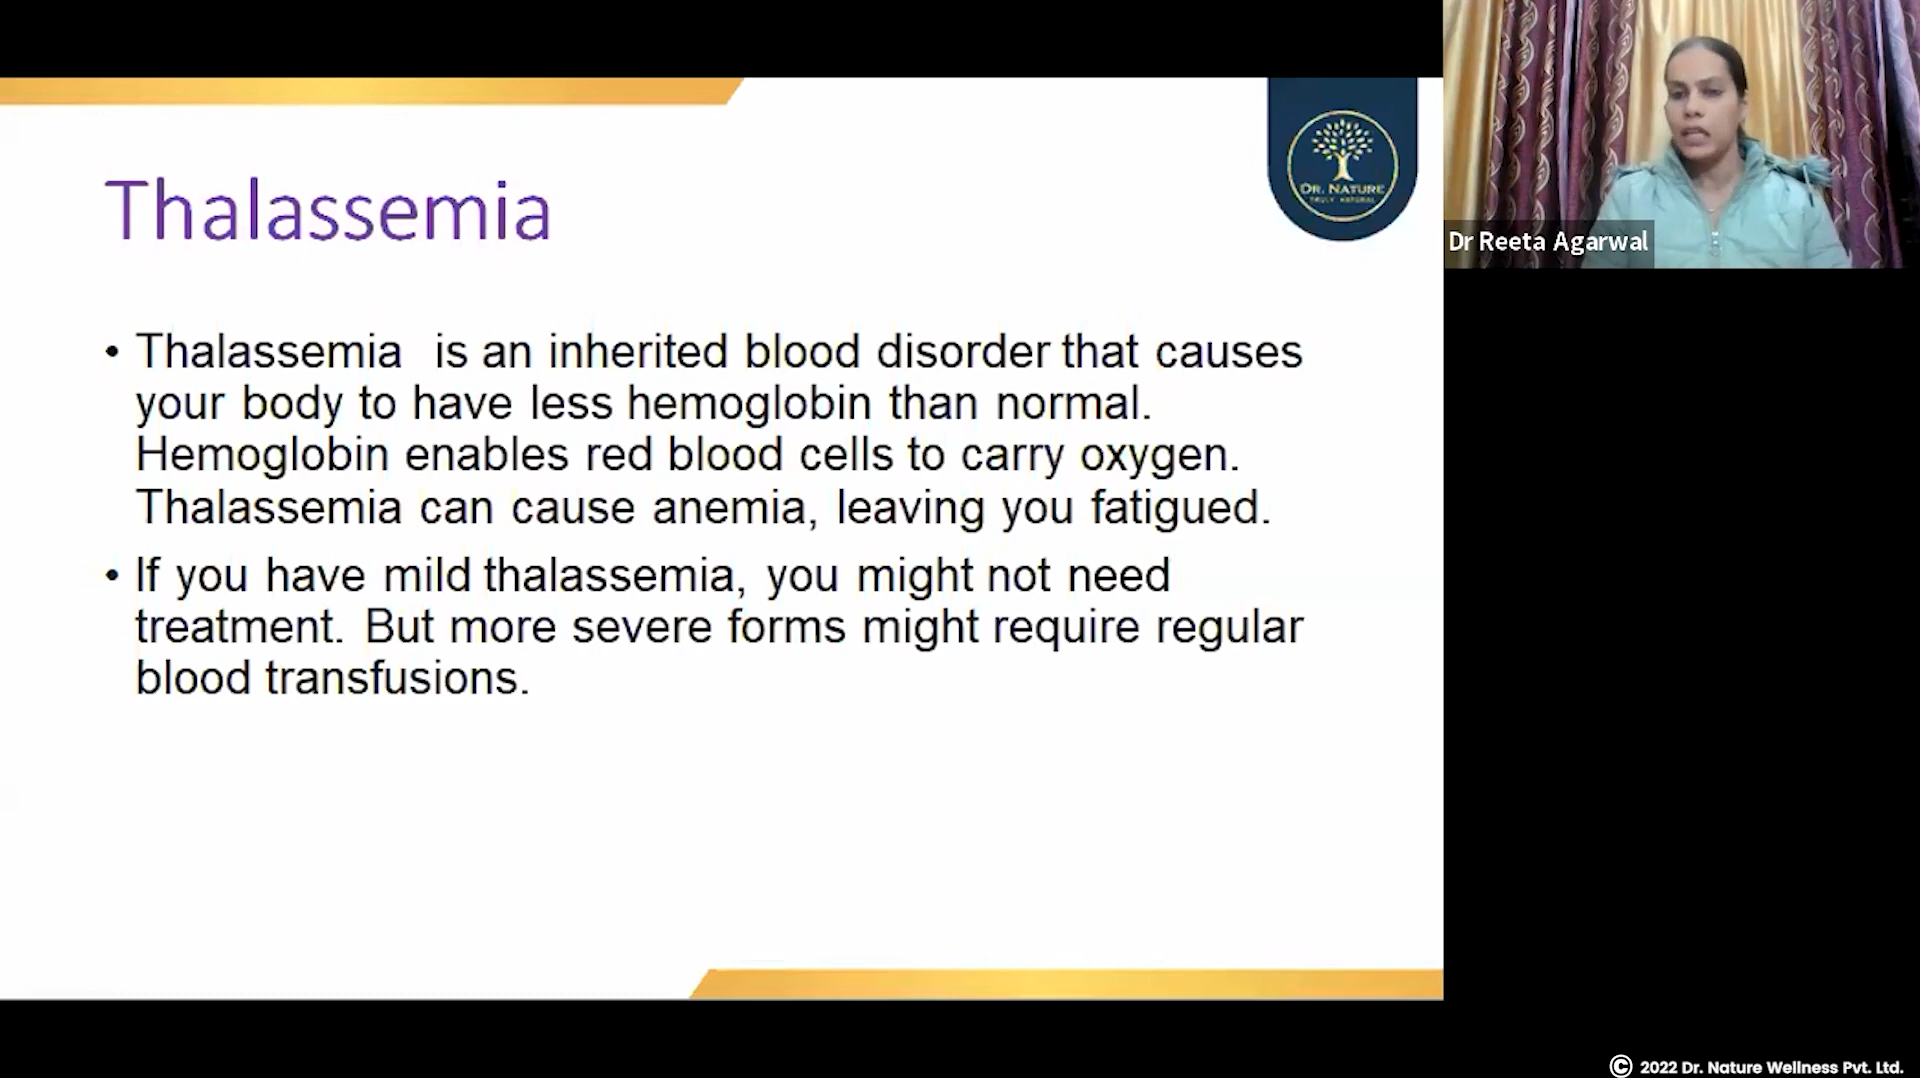 Thalassemia
DR. NATURE
TRULY NATURAL
Dr Reeta Agarwal
• Thalassemia is an inherited blood disorder that causes
your body to have less hemoglobin than normal.
Hemoglobin enables red blood cells to carry oxygen.
Thalassemia can cause anemia, leaving you fatigued.
• If you have mild thalassemia, you might not need
treatment. But more severe forms might require regular
blood transfusions.
© 2022 Dr. Nature Wellness Pvt. Ltd.